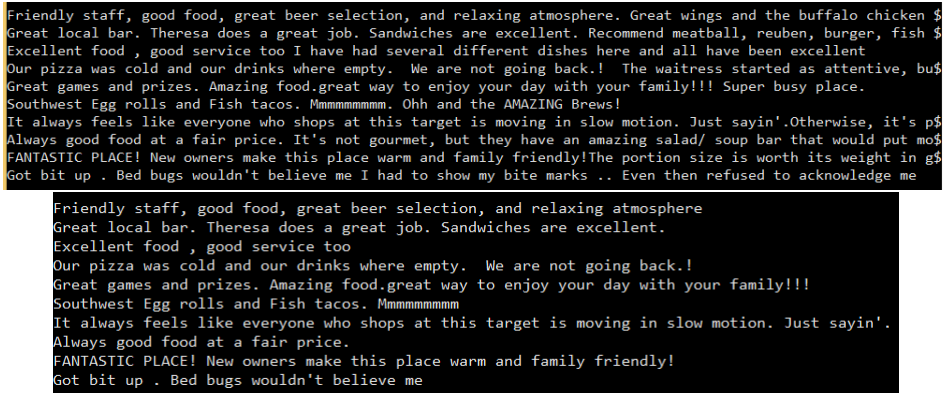 Friendly staff, good food, great beer selection, and relaxing atmosphere. Great wings and the buffalo chicken $
Great local bar. Theresa does a great job. Sandwiches are excellent. Recommend meatball, reuben, burger, fish $
Excellent food , good service too I have had several different dishes here and all have been excellent
Our pizza was cold and our drinks where empty.  We are not going back.!  The waitress started as attentive, bu$
Great games and prizes. Amazing food.great way to enjoy your day with your family!!! Super busy place.
Southwest Egg rolls and Fish tacos. Mmmmmmmmm. Ohh and the AMAZING Brews!
It always feels like everyone who shops at this target is moving in slow motion. Just sayin'.Otherwise, it's p$
Always good food at a fair price. It's not gourmet, but they have an amazing salad/ soup bar that would put mo$
FANTASTIC PLACE! New owners make this place warm and family friendly!The portion size is worth its weight in g$
Got bit up . Bed bugs wouldn't believe me I had to show my bite marks .. Even then refused to acknowledge me
Friendly staff, good food, great beer selection, and relaxing atmosphere
Great local bar. Theresa does a great job. Sandwiches are excellent.
Excellent food , good service too
Our pizza was cold and our drinks where empty.  We are not going back.!
Great games and prizes. Amazing food.great way to enjoy your day with your family!!!
Southwest Egg rolls and Fish tacos. Mmmmmmmmm
It always feels like everyone who shops at this target is moving in slow motion. Just sayin'.
Always good food at a fair price.
FANTASTIC PLACE! New owners make this place warm and family friendly!
Got bit up . Bed bugs wouldn't believe me